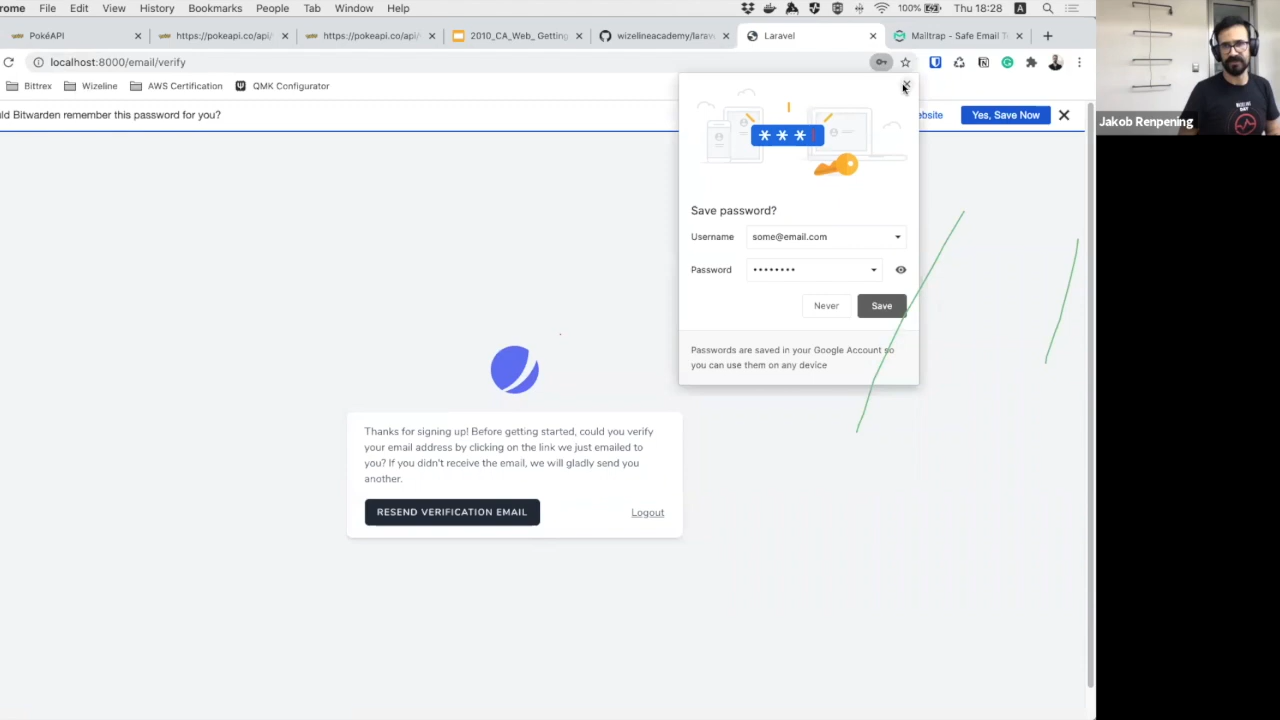 rome File Edit View History Bookmarks People Tab Window Help 100% Thu 18:28 A
PokéAPI https://pokeapi.co/api/ https://pokeapi.co/api/ 2010_CA_Web_ Getting wizelineacademy/larav Laravel Mailtrap - Safe Email T
localhost:8000/email/verify
Bittrex Wizeline AWS Certification QMK Configurator
ld Bitwarden remember this password for you? ebsite Yes, Save Now
Jakob Renpening
* * *
Save password?
Username some@email.com
Password ••••••••
Never Save
Passwords are saved in your Google Account so
you can use them on any device
Thanks for signing up! Before getting started, could you verify
your email address by clicking on the link we just emailed to
you? If you didn't receive the email, we will gladly send you
another.
RESEND VERIFICATION EMAIL Logout